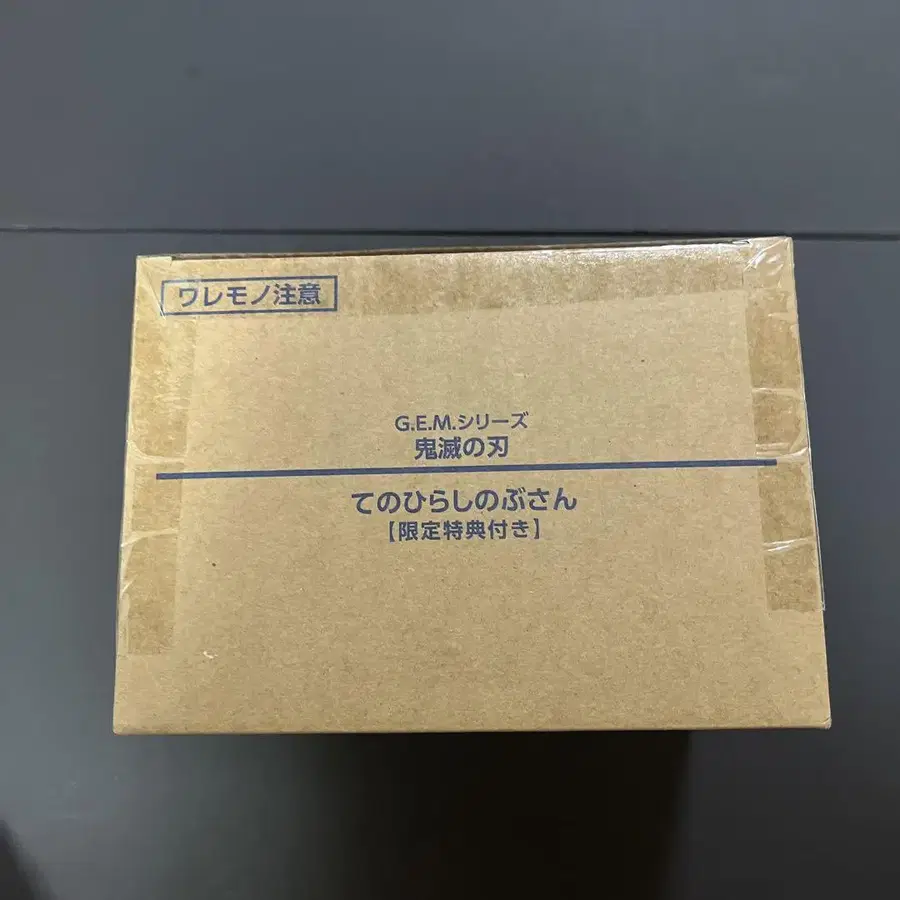 ワレモノ注意
G.E.M.シリーズ
鬼滅の刃
てのひらしのぶさん
【限定特典付き】